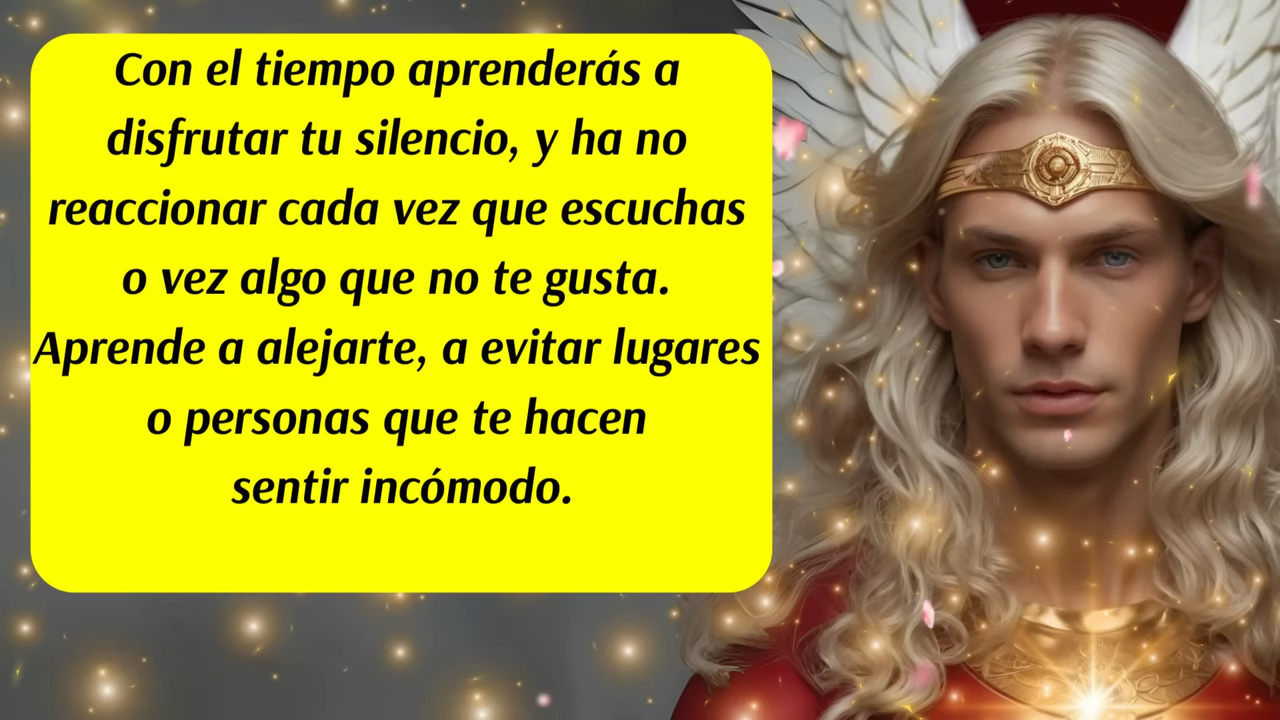 Con el tiempo aprenderás a
disfrutar tu silencio, y ha no
reaccionar cada vez que escuchas
o vez algo que no te gusta.
Aprende a alejarte, a evitar lugares
o personas que te hacen
sentir incómodo.